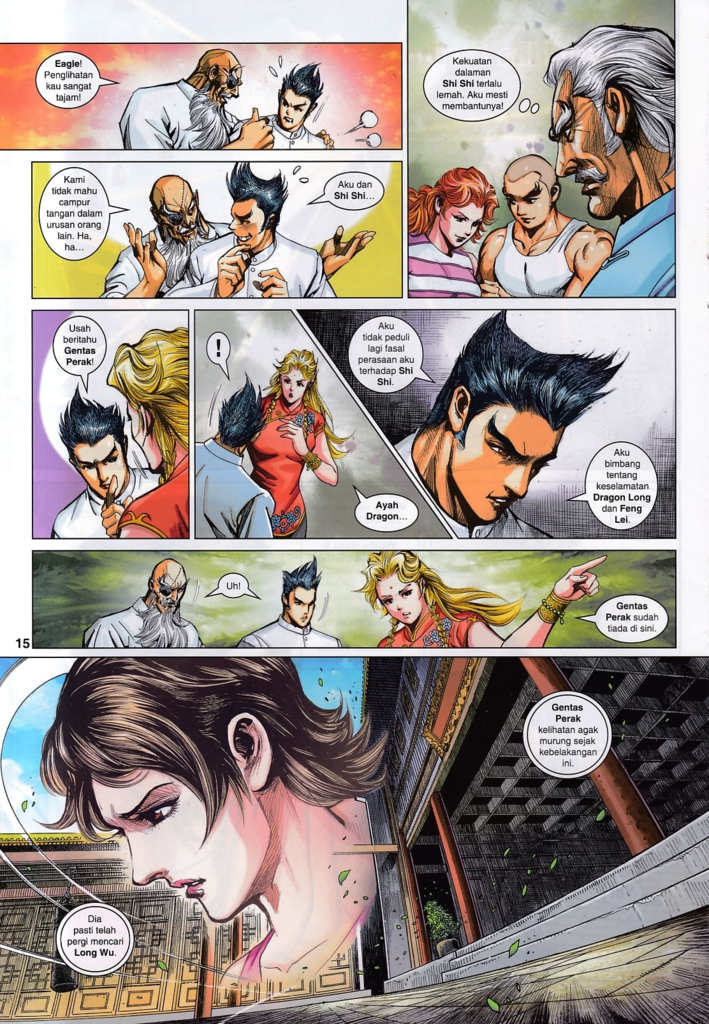 Eagle!
Penglihatan
kau sangat
tajam!
Kekuatan
dalaman
Shi Shi terlalu
lemah. Aku mesti
membantunya!
Kami
tidak mahu
campur
tangan dalam
urusan orang
lain. Ha,
ha...
Aku dan
Shi Shi...
Usah
beritahu
Gentas
Perak!
!
Ayah
Dragon...
Aku
tidak peduli
lagi fasal
perasaan aku
terhadap Shi
Shi.
Aku
bimbang
tentang
keselamatan
Dragon Long
dan Feng
Lei.
Uh!
Gentas
Perak sudah
tiada di sini.
15
Gentas
Perak
kelihatan agak
murung sejak
kebelakangan
ini.
Dia
pasti telah
pergi mencari
Long Wu.